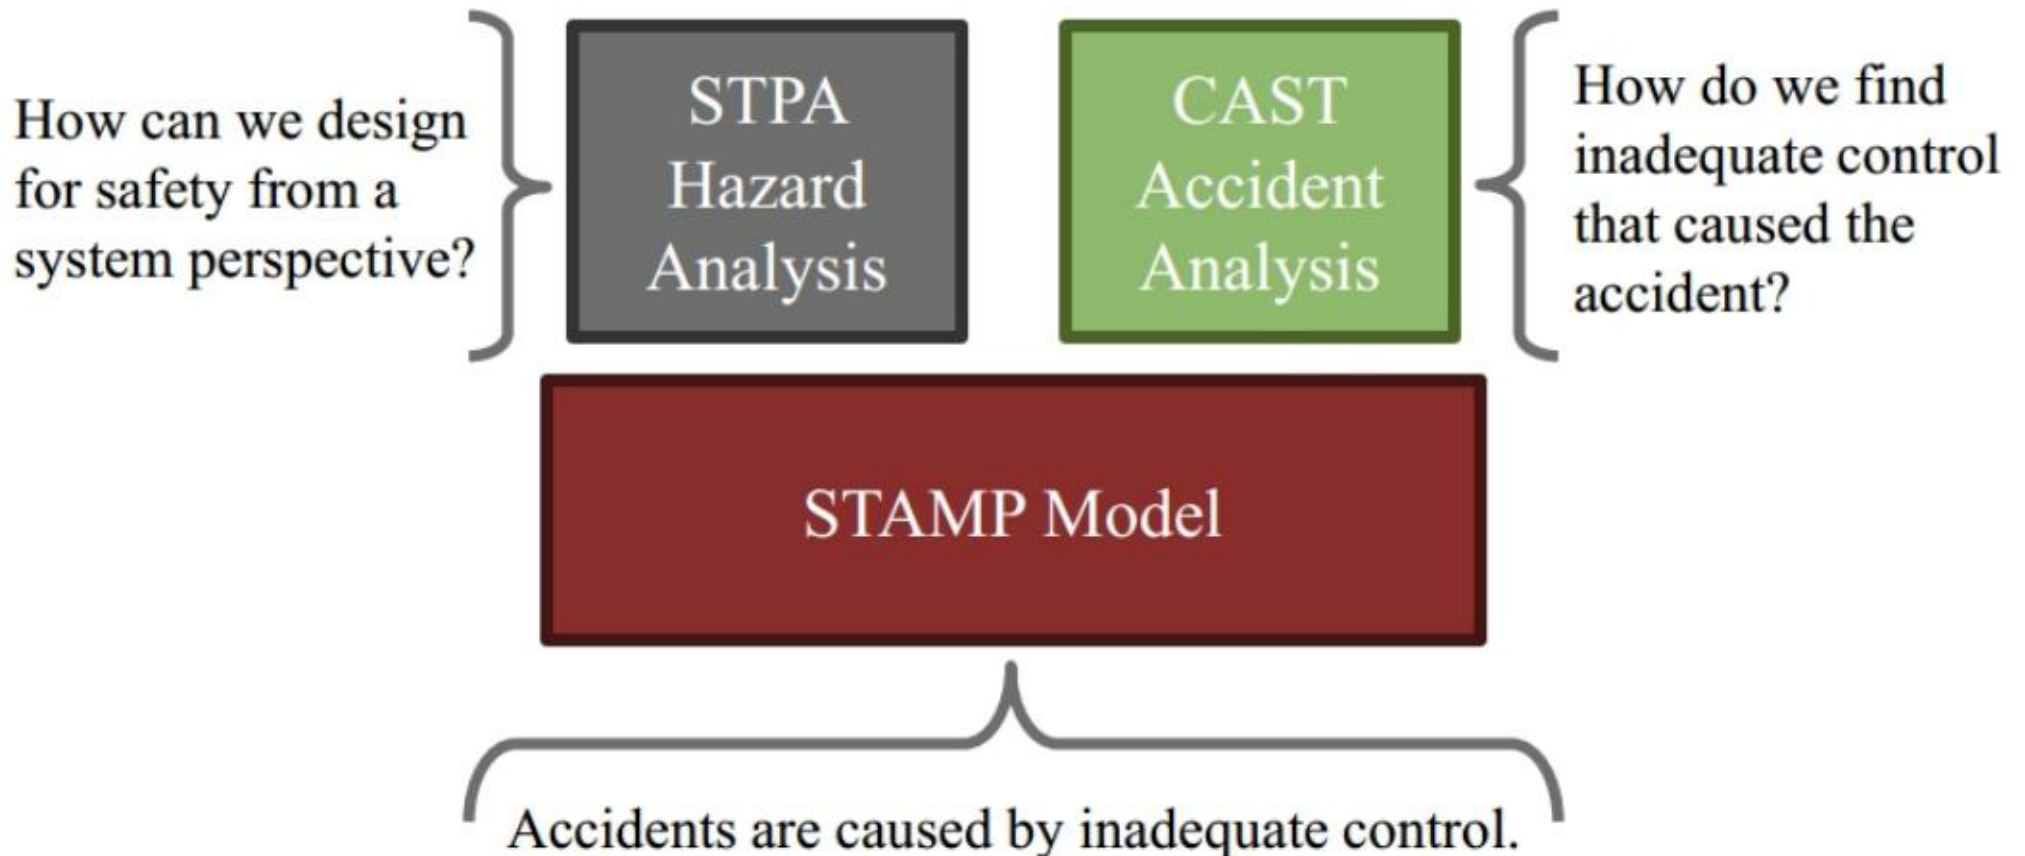 How can we design
for safety from a
system perspective?
STPA
Hazard
Analysis
CAST
Accident
Analysis
How do we find
inadequate control
that caused the
accident?
STAMP Model
Accidents are caused by inadequate control.